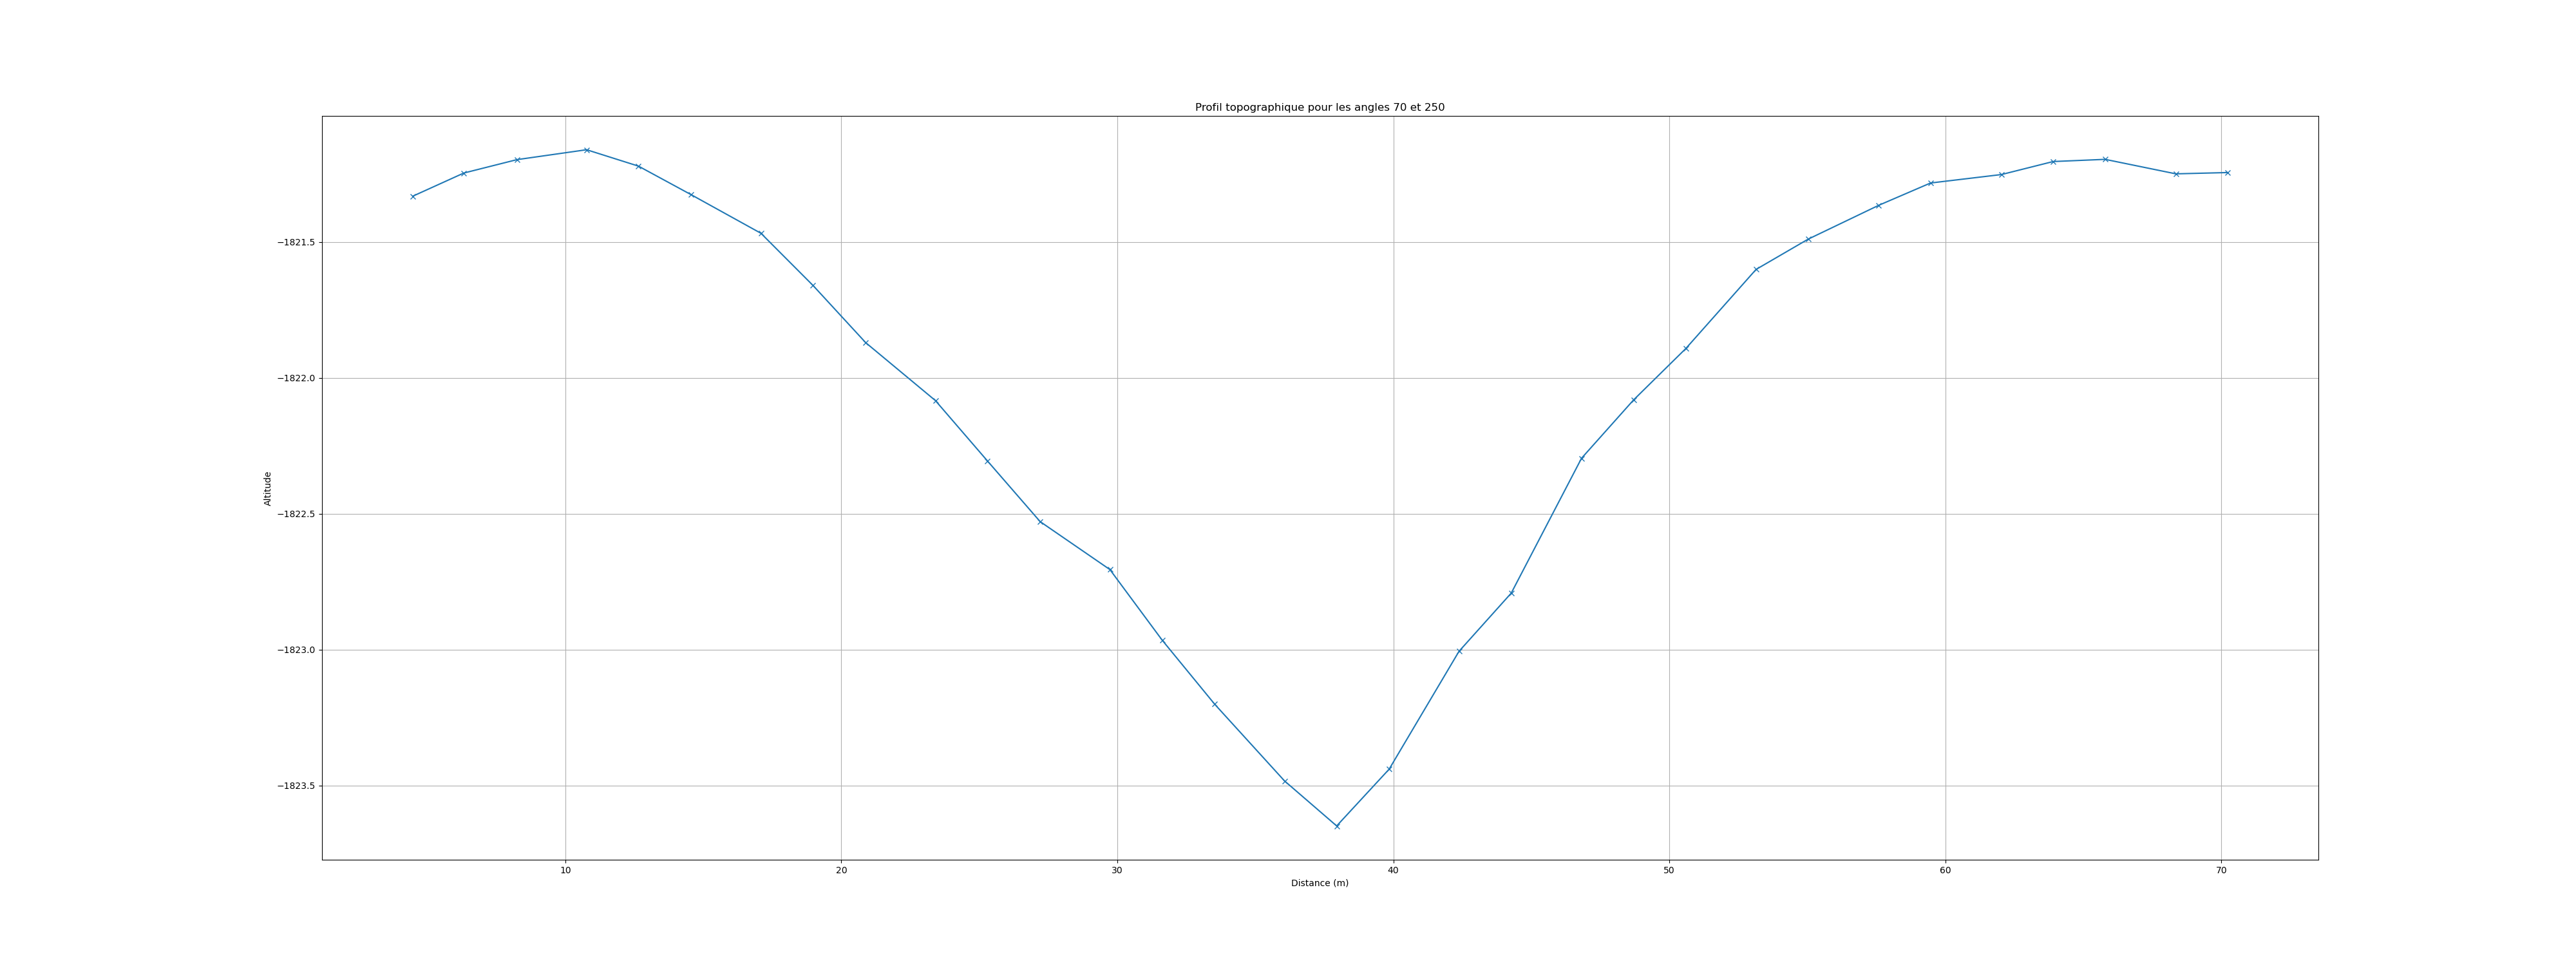 Profil topographique pour les angles 70 et 250
Altitude
−1821.5
−1822.0
−1822.5
−1823.0
−1823.5
10 20 30 40 50 60 70
Distance (m)